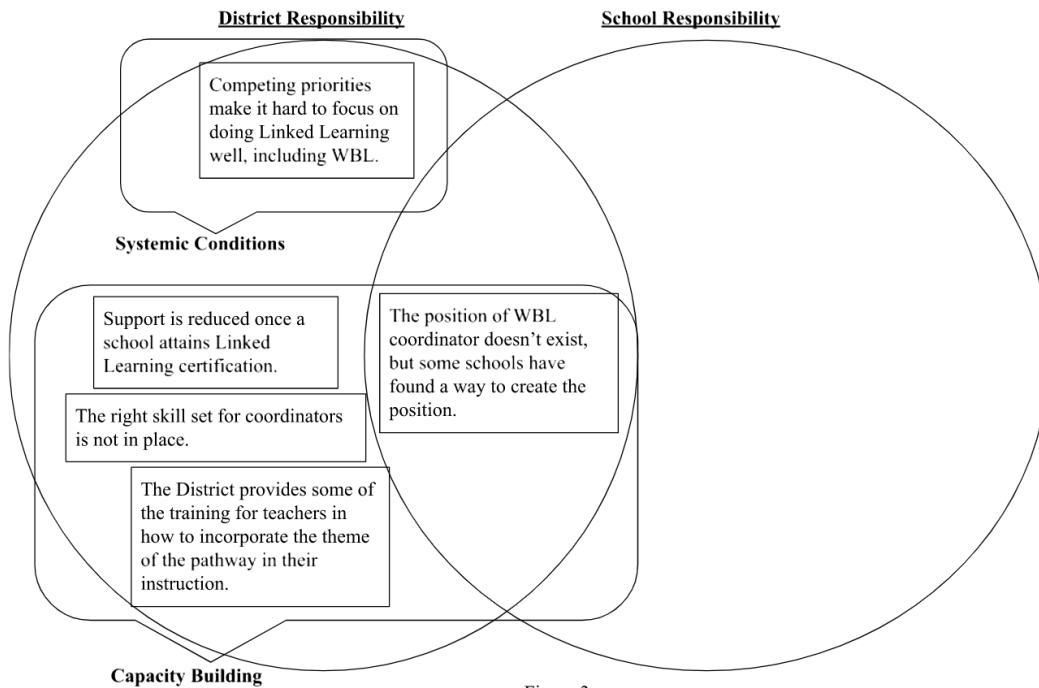 District Responsibility
School Responsibility
Competing priorities
make it hard to focus on
doing Linked Learning
well, including WBL.
Systemic Conditions
Support is reduced once a
school attains Linked
Learning certification.
The position of WBL
coordinator doesn’t exist,
but some schools have
found a way to create the
position.
The right skill set for coordinators
is not in place.
The District provides some of
the training for teachers in
how to incorporate the theme
of the pathway in their
instruction.
Capacity Building